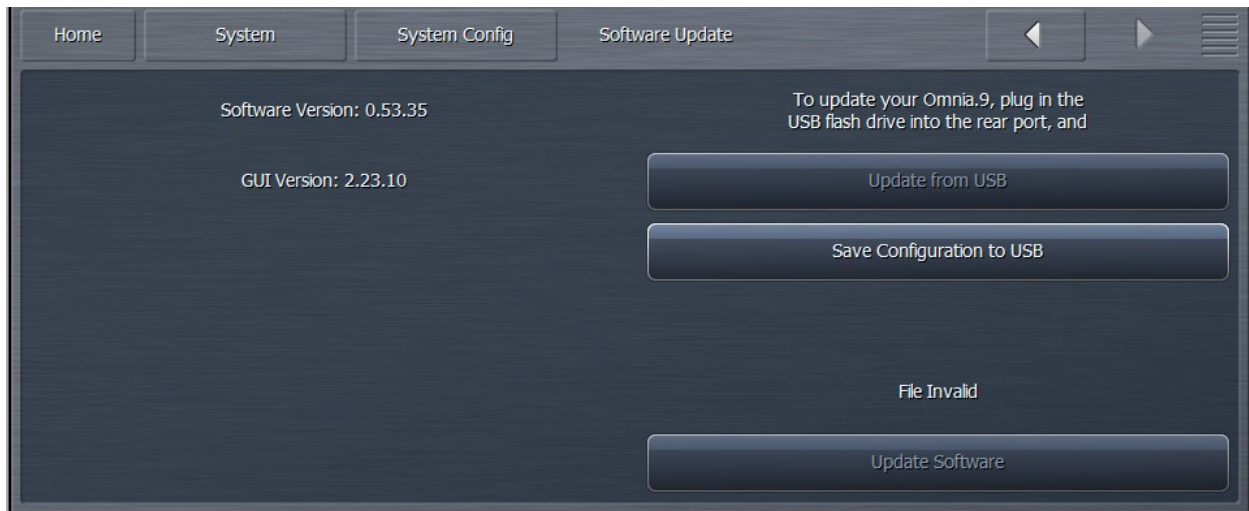 Home
System
System Config
Software Update
Software Version: 0.53.35
GUI Version: 2.23.10
To update your Omnia.9, plug in the
USB flash drive into the rear port, and
Update from USB
Save Configuration to USB
File Invalid
Update Software